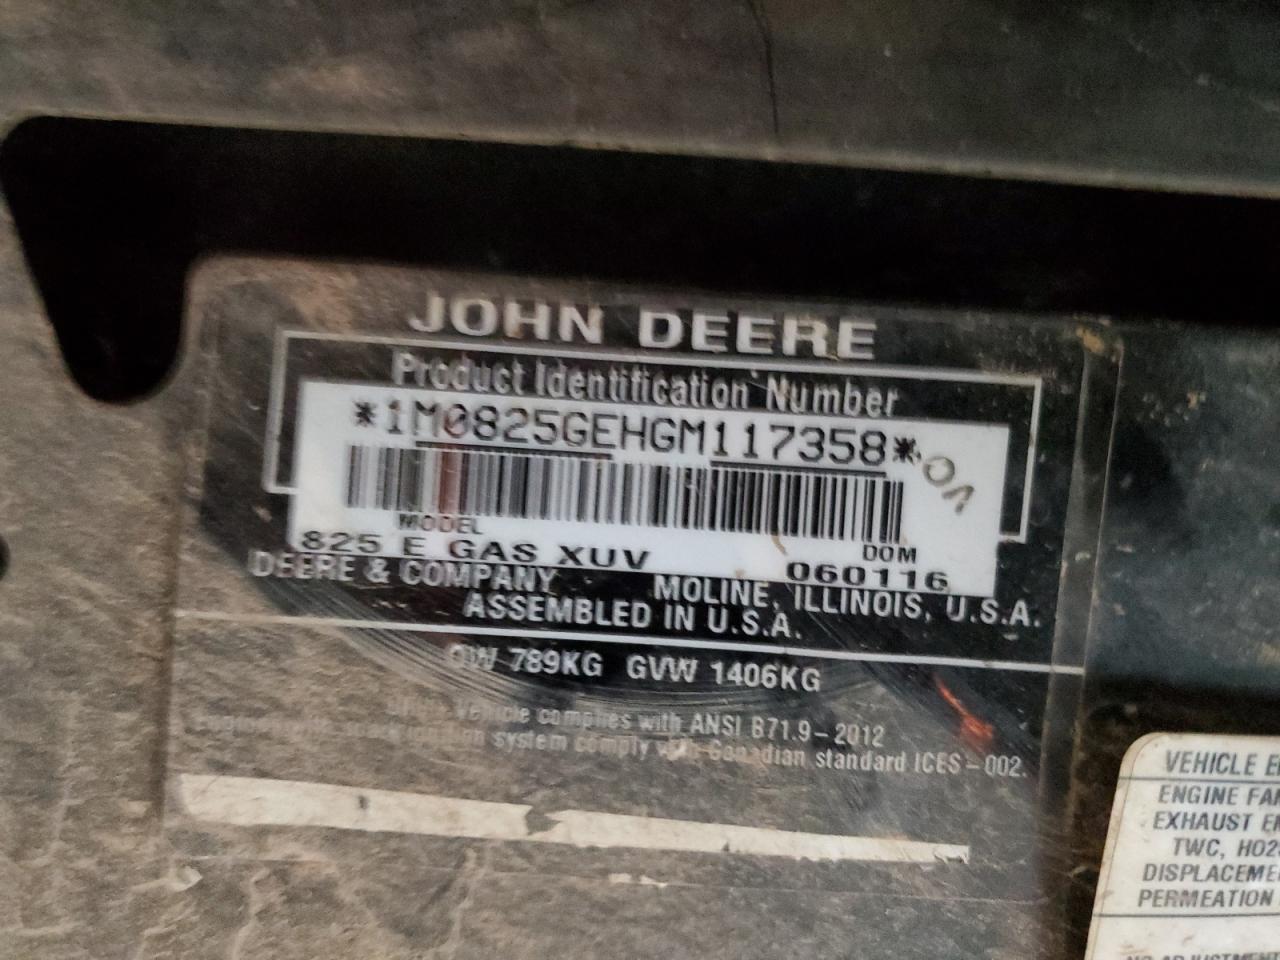 JOHN DEERE
Product Identification Number
*1M0825GEHGM117358*
MODEL
DOM
825 E GAS XUV
060116
DEERE & COMPANY MOLINE, ILLINOIS, U.S.A.
ASSEMBLED IN U.S.A.
789KG GVW 1406KG
Vehicle complies with ANSI B71.9-2012
system comply with Canadian standard ICES-002.
VEHICLE
ENGINE
EXHAUST
TWC,
DISPLACEME
PERMEATION